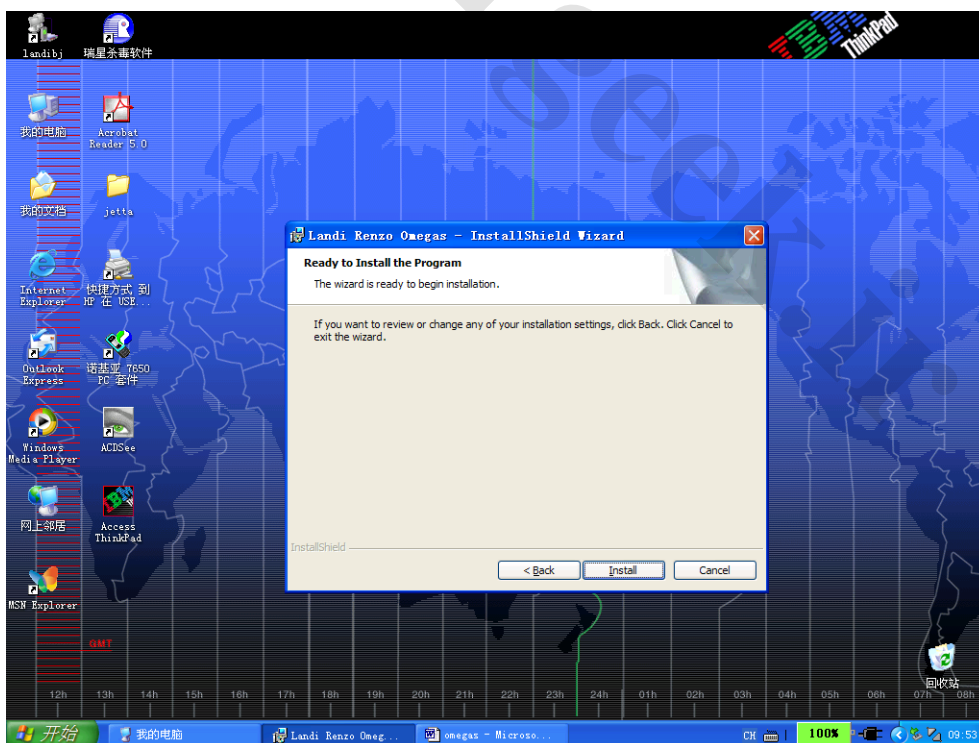 IBM ThinkPad
landibj
瑞星杀毒软件
我的电脑
Acrobat
Reader 5.0
我的文档
jetta
Internet
Explorer
快捷方式 到
HP 在 USE...
Outlook
Express
诺基亚 7650
PC 套件
Windows
Media Player
ACDSee
网上邻居
Access
ThinkPad
IBM
MSN Explorer
GMT
回收站
Landi Renzo Omegas - InstallShield Wizard
Ready to Install the Program
The wizard is ready to begin installation.
If you want to review or change any of your installation settings, click Back. Click Cancel to
exit the wizard.
InstallShield
< Back
Install
Cancel
12h 13h 14h 15h 16h 17h 18h 19h 20h 21h 22h 23h 24h 01h 02h 03h 04h 05h 06h 07h 08h
开始
我的电脑
Landi Renzo Omeg...
omegas - Microso...
CH
100%
09:53